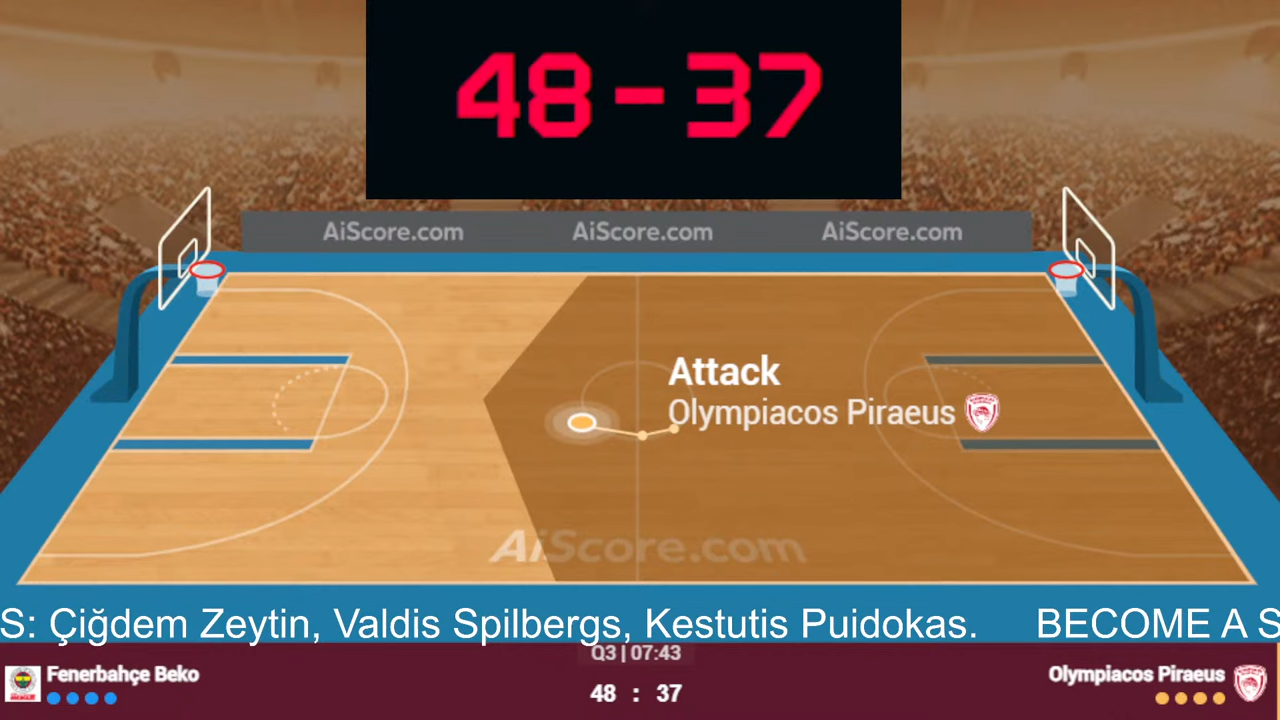 48-37
AiScore.com AiScore.com AiScore.com
Attack
Olympiacos Piraeus
AiScore.com
S: Çiğdem Zeytin, Valdis Spilbergs, Kestutis Puidokas. BECOME A S
Q3 | 07:43
Fenerbahçe Beko
Olympiacos Piraeus
48 : 37